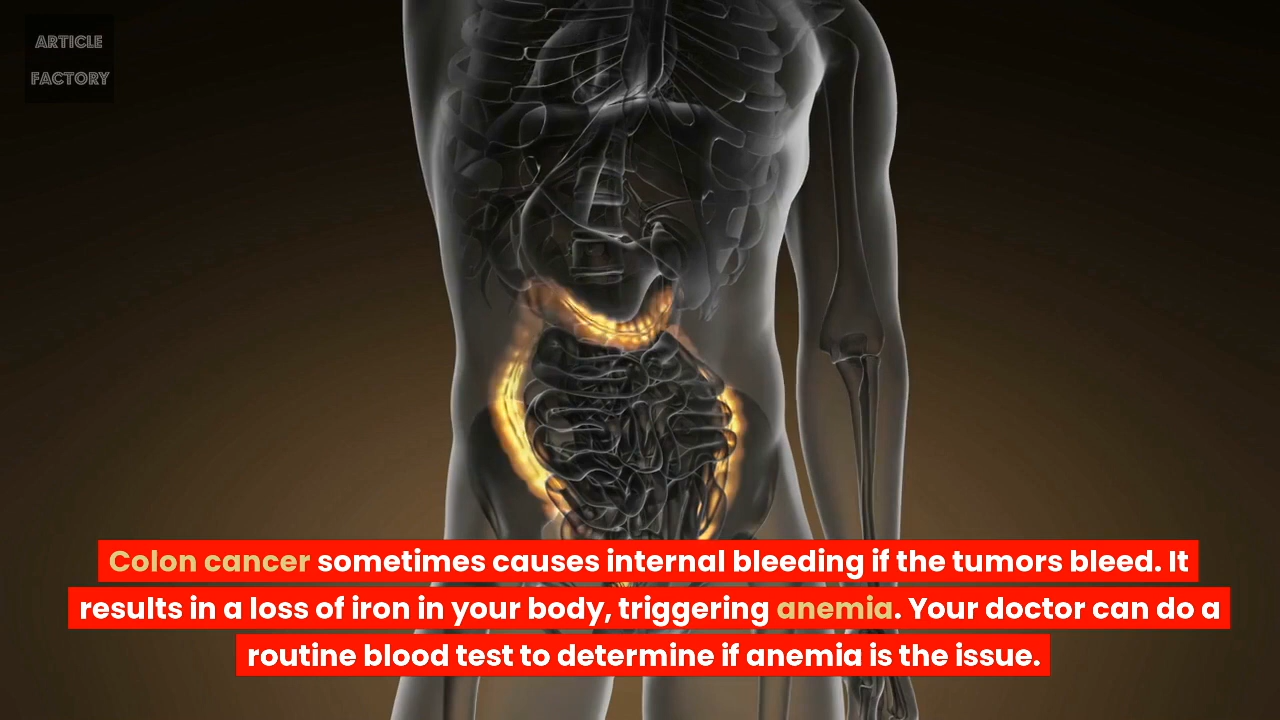 ARTICLE
FACTORY
Colon cancer sometimes causes internal bleeding if the tumors bleed. It
results in a loss of iron in your body, triggering anemia. Your doctor can do a
routine blood test to determine if anemia is the issue.